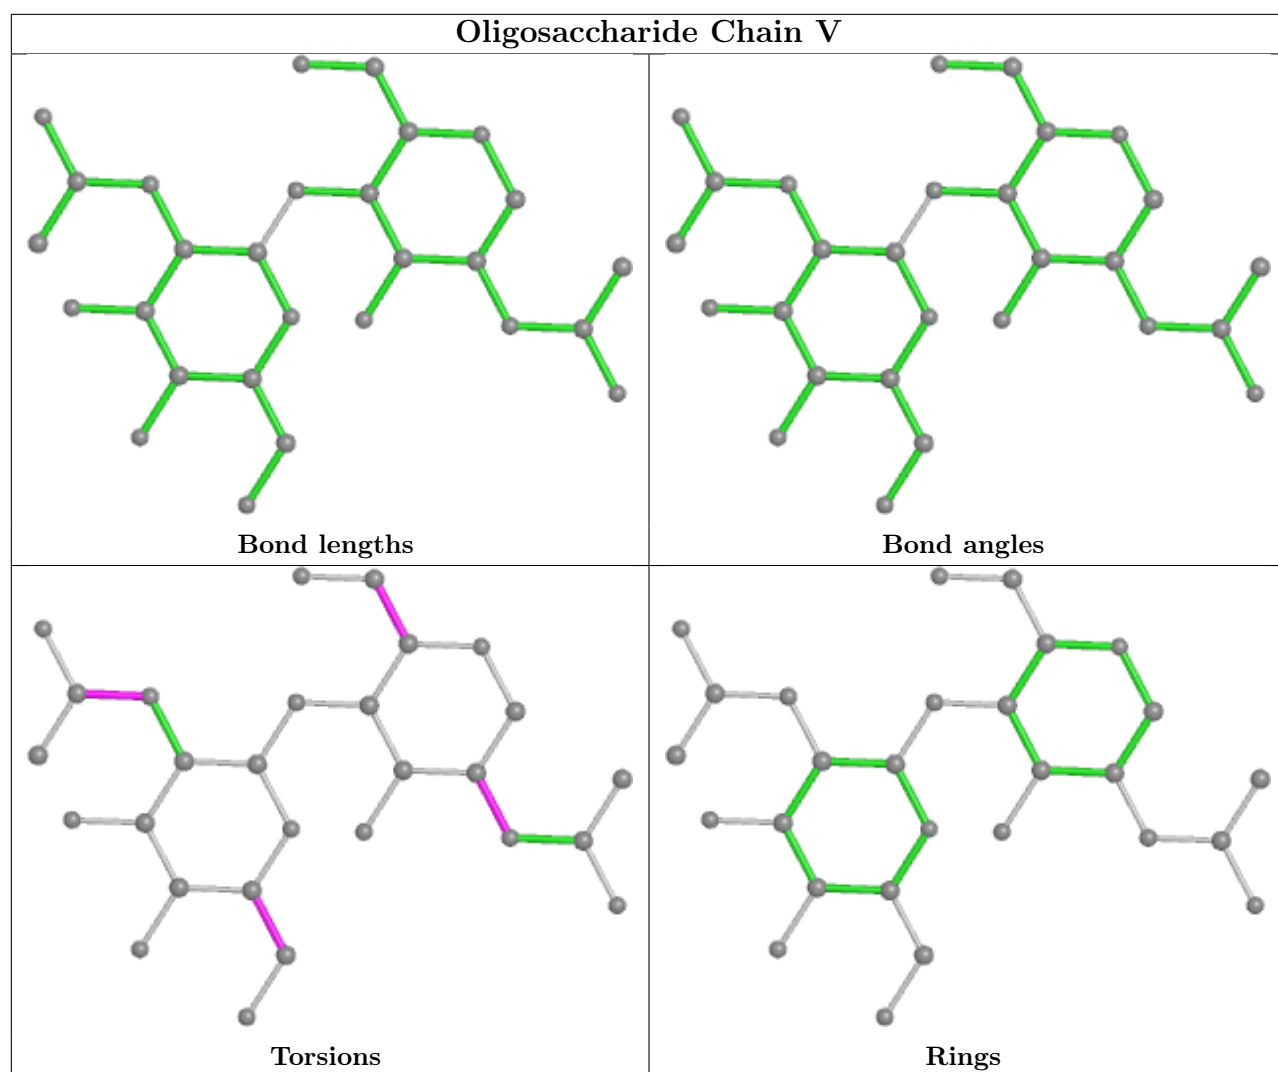 Oligosaccharide Chain V
Bond lengths
Bond angles
Torsions
Rings